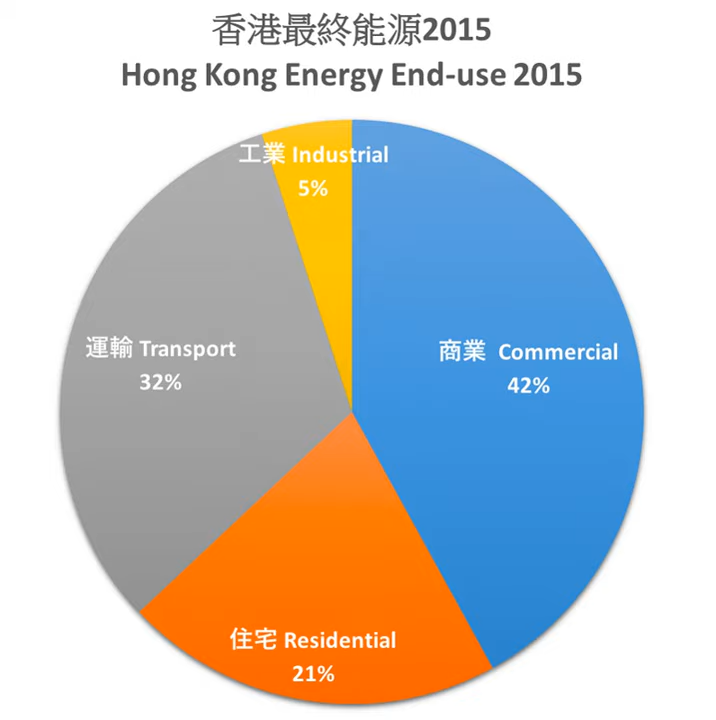 香港最終能源2015
Hong Kong Energy End-use 2015
工業 Industrial
5%
商業 Commercial
42%
運輸 Transport
32%
住宅 Residential
21%